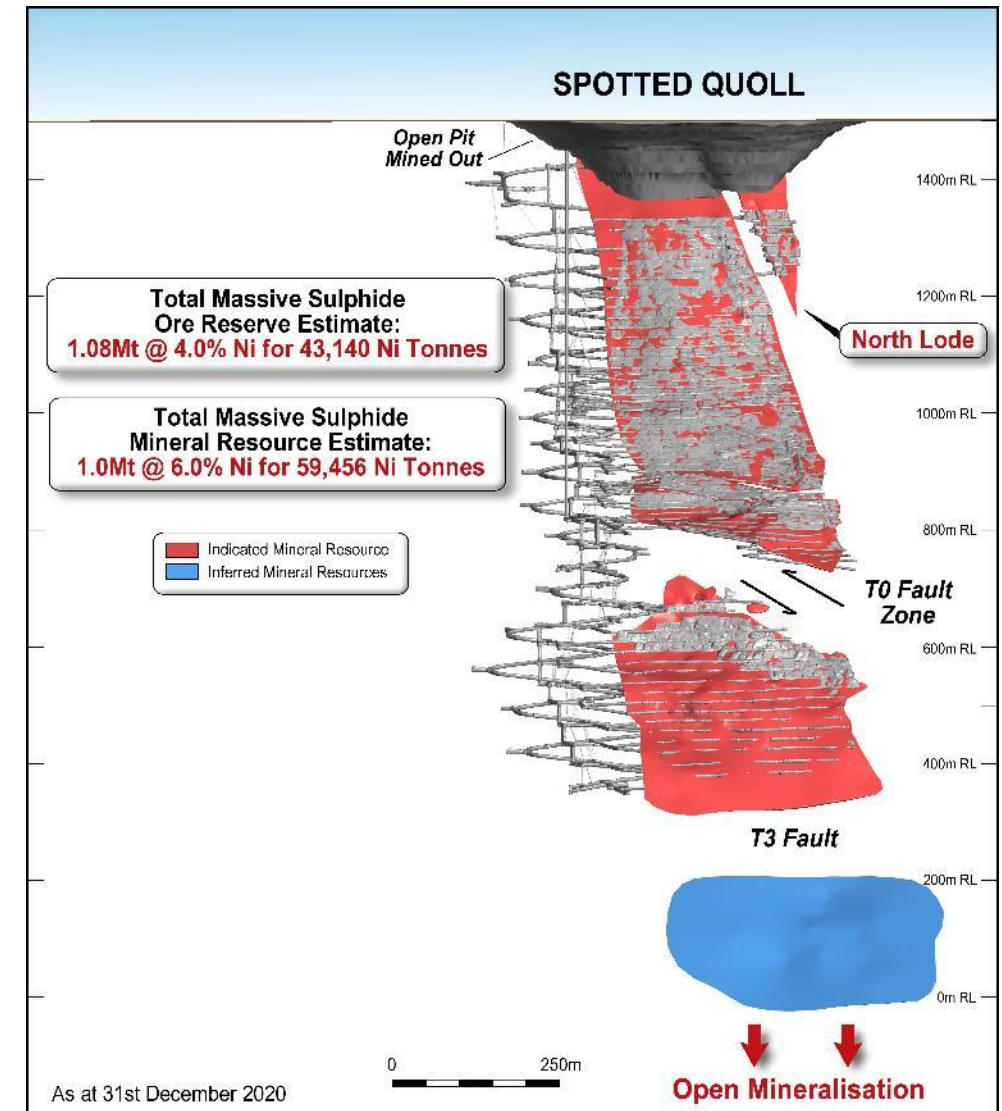 SPOTTED QUOLL
Open Pit
Mined Out
1400m RL
Total Massive Sulphide
Ore Reserve Estimate:
1.08Mt @ 4.0% Ni for 43,140 Ni Tonnes
1200m RL
North Lode
Total Massive Sulphide
Mineral Resource Estimate:
1.0Mt @ 6.0% Ni for 59,456 Ni Tonnes
1000m RL
800m RL
Indicated Mineral Resource
Inferred Mineral Resources
T0 Fault
Zone
600m RL
400m RL
T3 Fault
200m RL
0m RL
0 250m
Open Mineralisation
As at 31st December 2020